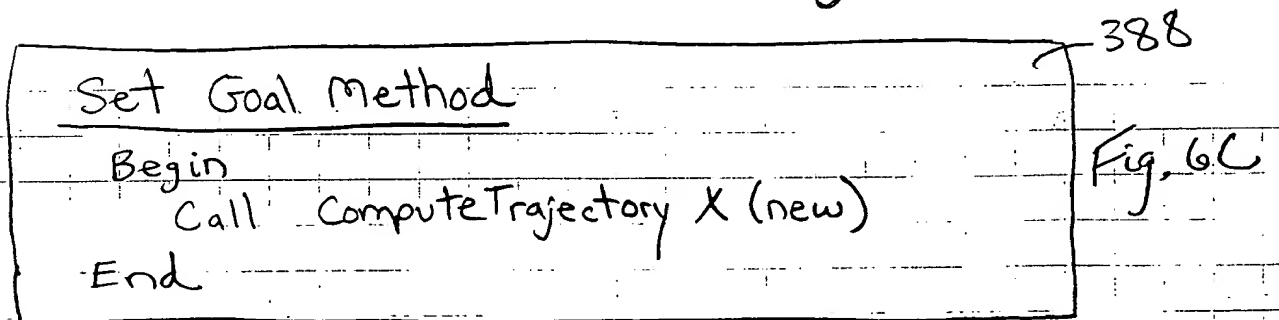 388
Set Goal Method
Fig. 6C
Begin
Call ComputeTrajectory X (new)
End